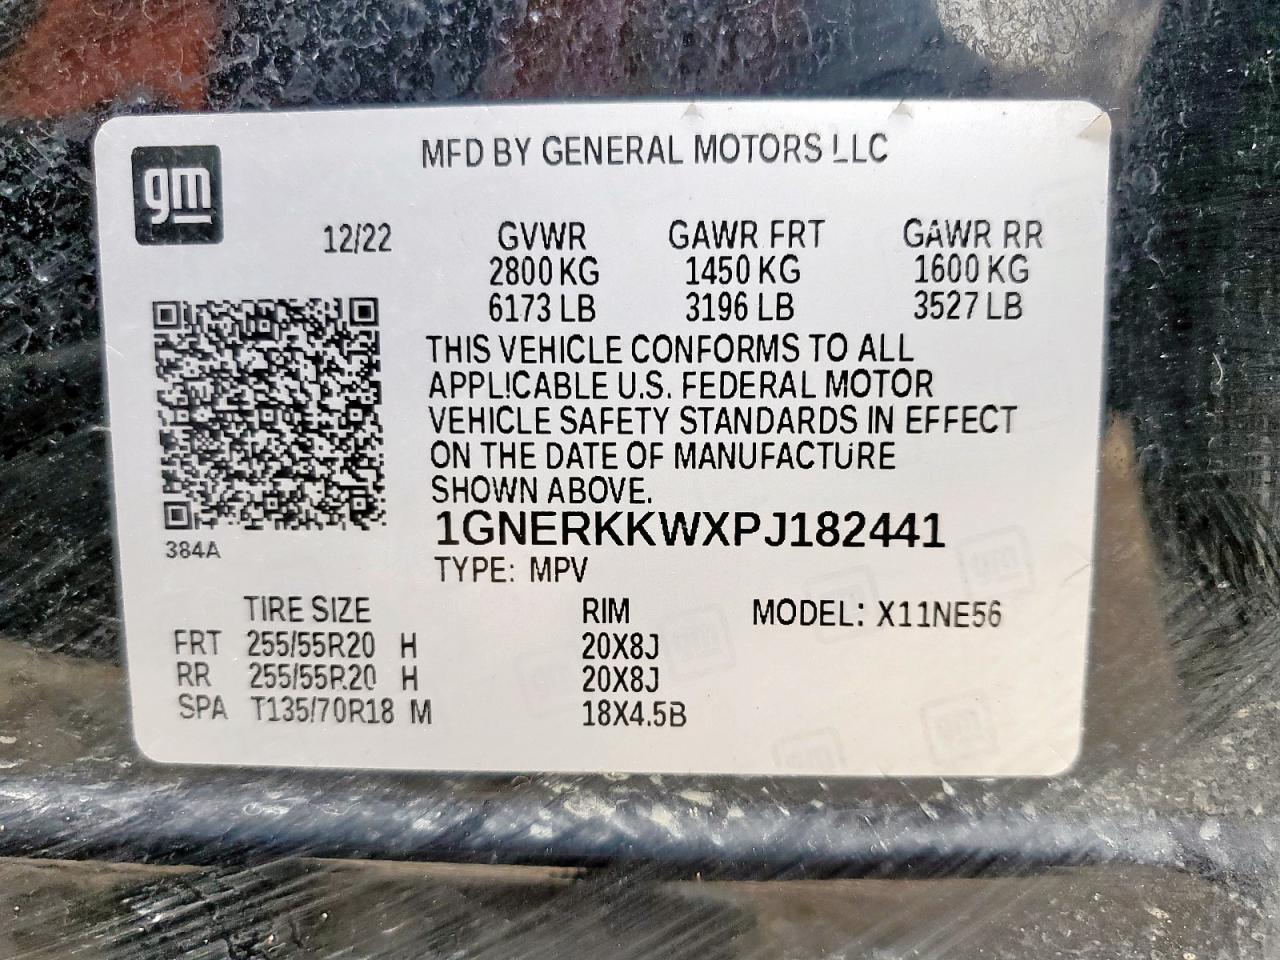 MFD BY GENERAL MOTORS LLC
gm
12/22
GVWR GAWR FRT GAWR RR
2800 KG 1450 KG 1600 KG
6173 LB 3196 LB 3527 LB
THIS VEHICLE CONFORMS TO ALL
APPLICABLE U.S. FEDERAL MOTOR
VEHICLE SAFETY STANDARDS IN EFFECT
ON THE DATE OF MANUFACTURE
SHOWN ABOVE.
1GNERKKWXPJ182441
384A
TYPE: MPV
TIRE SIZE RIM MODEL: X11NE56
FRT 255/55R20 H 20X8J
RR 255/55R20 H 20X8J
SPA T135/70R18 M 18X4.5B